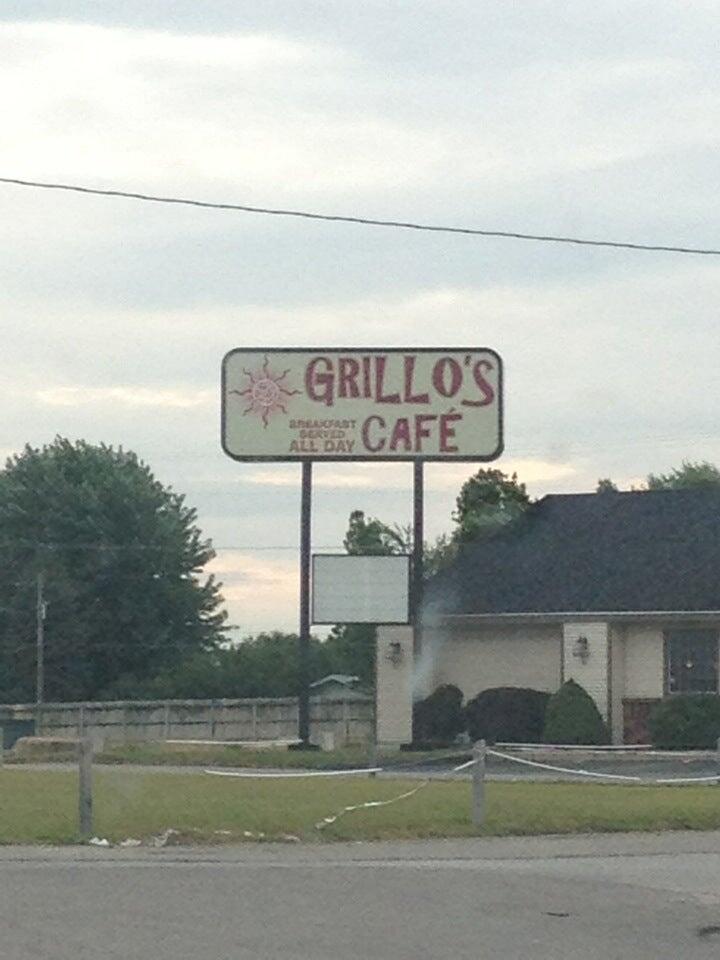 GRILLO'S
CAFÉ
BREAKFAST
SERVED
ALL DAY